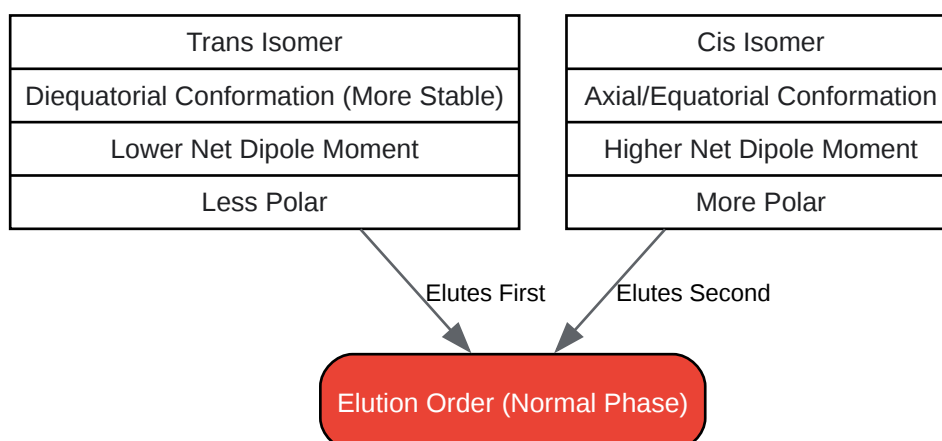 Trans Isomer
Diequatorial Conformation (More Stable)
Lower Net Dipole Moment
Less Polar
Cis Isomer
Axial/Equatorial Conformation
Higher Net Dipole Moment
More Polar
Elutes First
Elutes Second
Elution Order (Normal Phase)